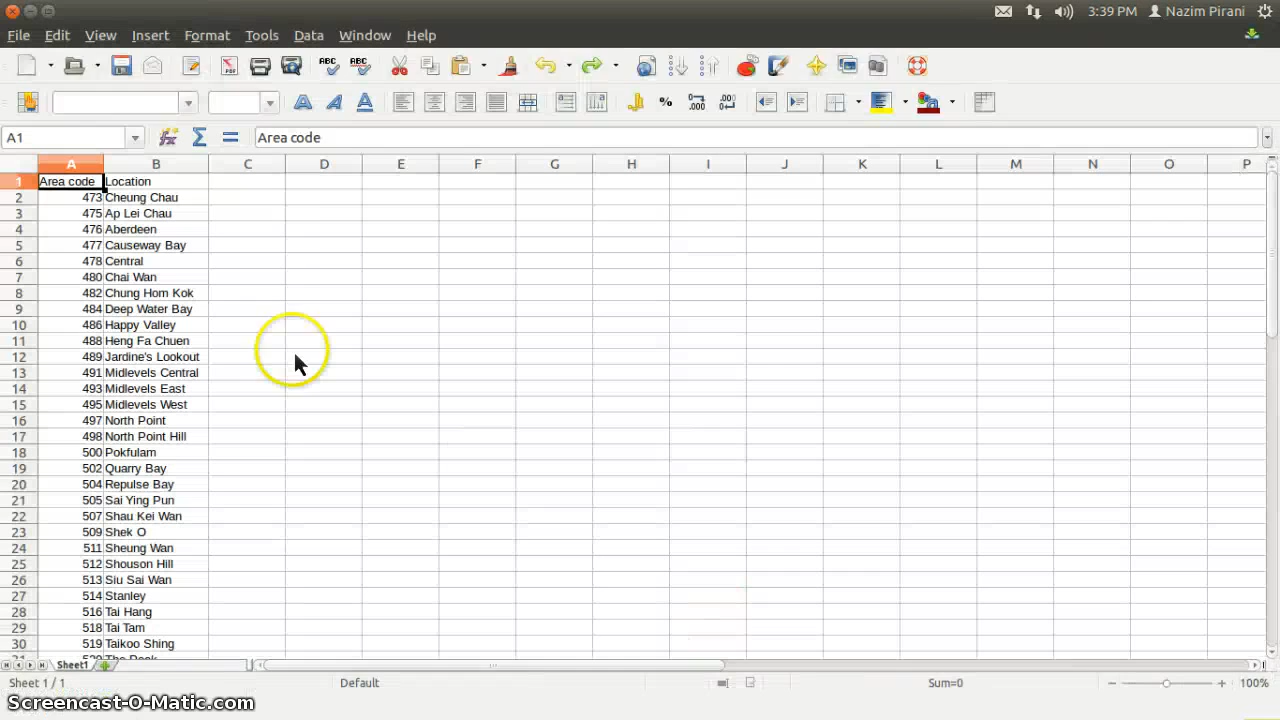 3:39 PM Nazim Pirani
File Edit View Insert Format Tools Data Window Help
A1 Area code
A B C D E F G H I J K L M N O P
1 Area code Location
2 473 Cheung Chau
3 475 Ap Lei Chau
4 476 Aberdeen
5 477 Causeway Bay
6 478 Central
7 480 Chai Wan
8 482 Chung Hom Kok
9 484 Deep Water Bay
10 486 Happy Valley
11 488 Heng Fa Chuen
12 489 Jardine's Lookout
13 491 Midlevels Central
14 493 Midlevels East
15 495 Midlevels West
16 497 North Point
17 498 North Point Hill
18 500 Pokfulam
19 502 Quarry Bay
20 504 Repulse Bay
21 505 Sai Ying Pun
22 507 Shau Kei Wan
23 509 Shek O
24 511 Sheung Wan
25 512 Shouson Hill
26 513 Siu Sai Wan
27 514 Stanley
28 516 Tai Hang
29 518 Tai Tam
30 519 Taikoo Shing
Sheet1
Sheet 1 / 1 Default Sum=0 100%
Screencast-O-Matic.com